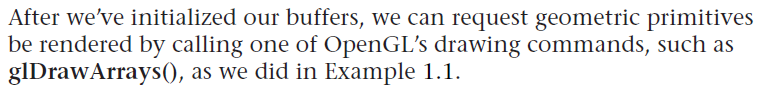 After we’ve initialized our buffers, we can request geometric primitives
be rendered by calling one of OpenGL’s drawing commands, such as
glDrawArrays(), as we did in Example 1.1.